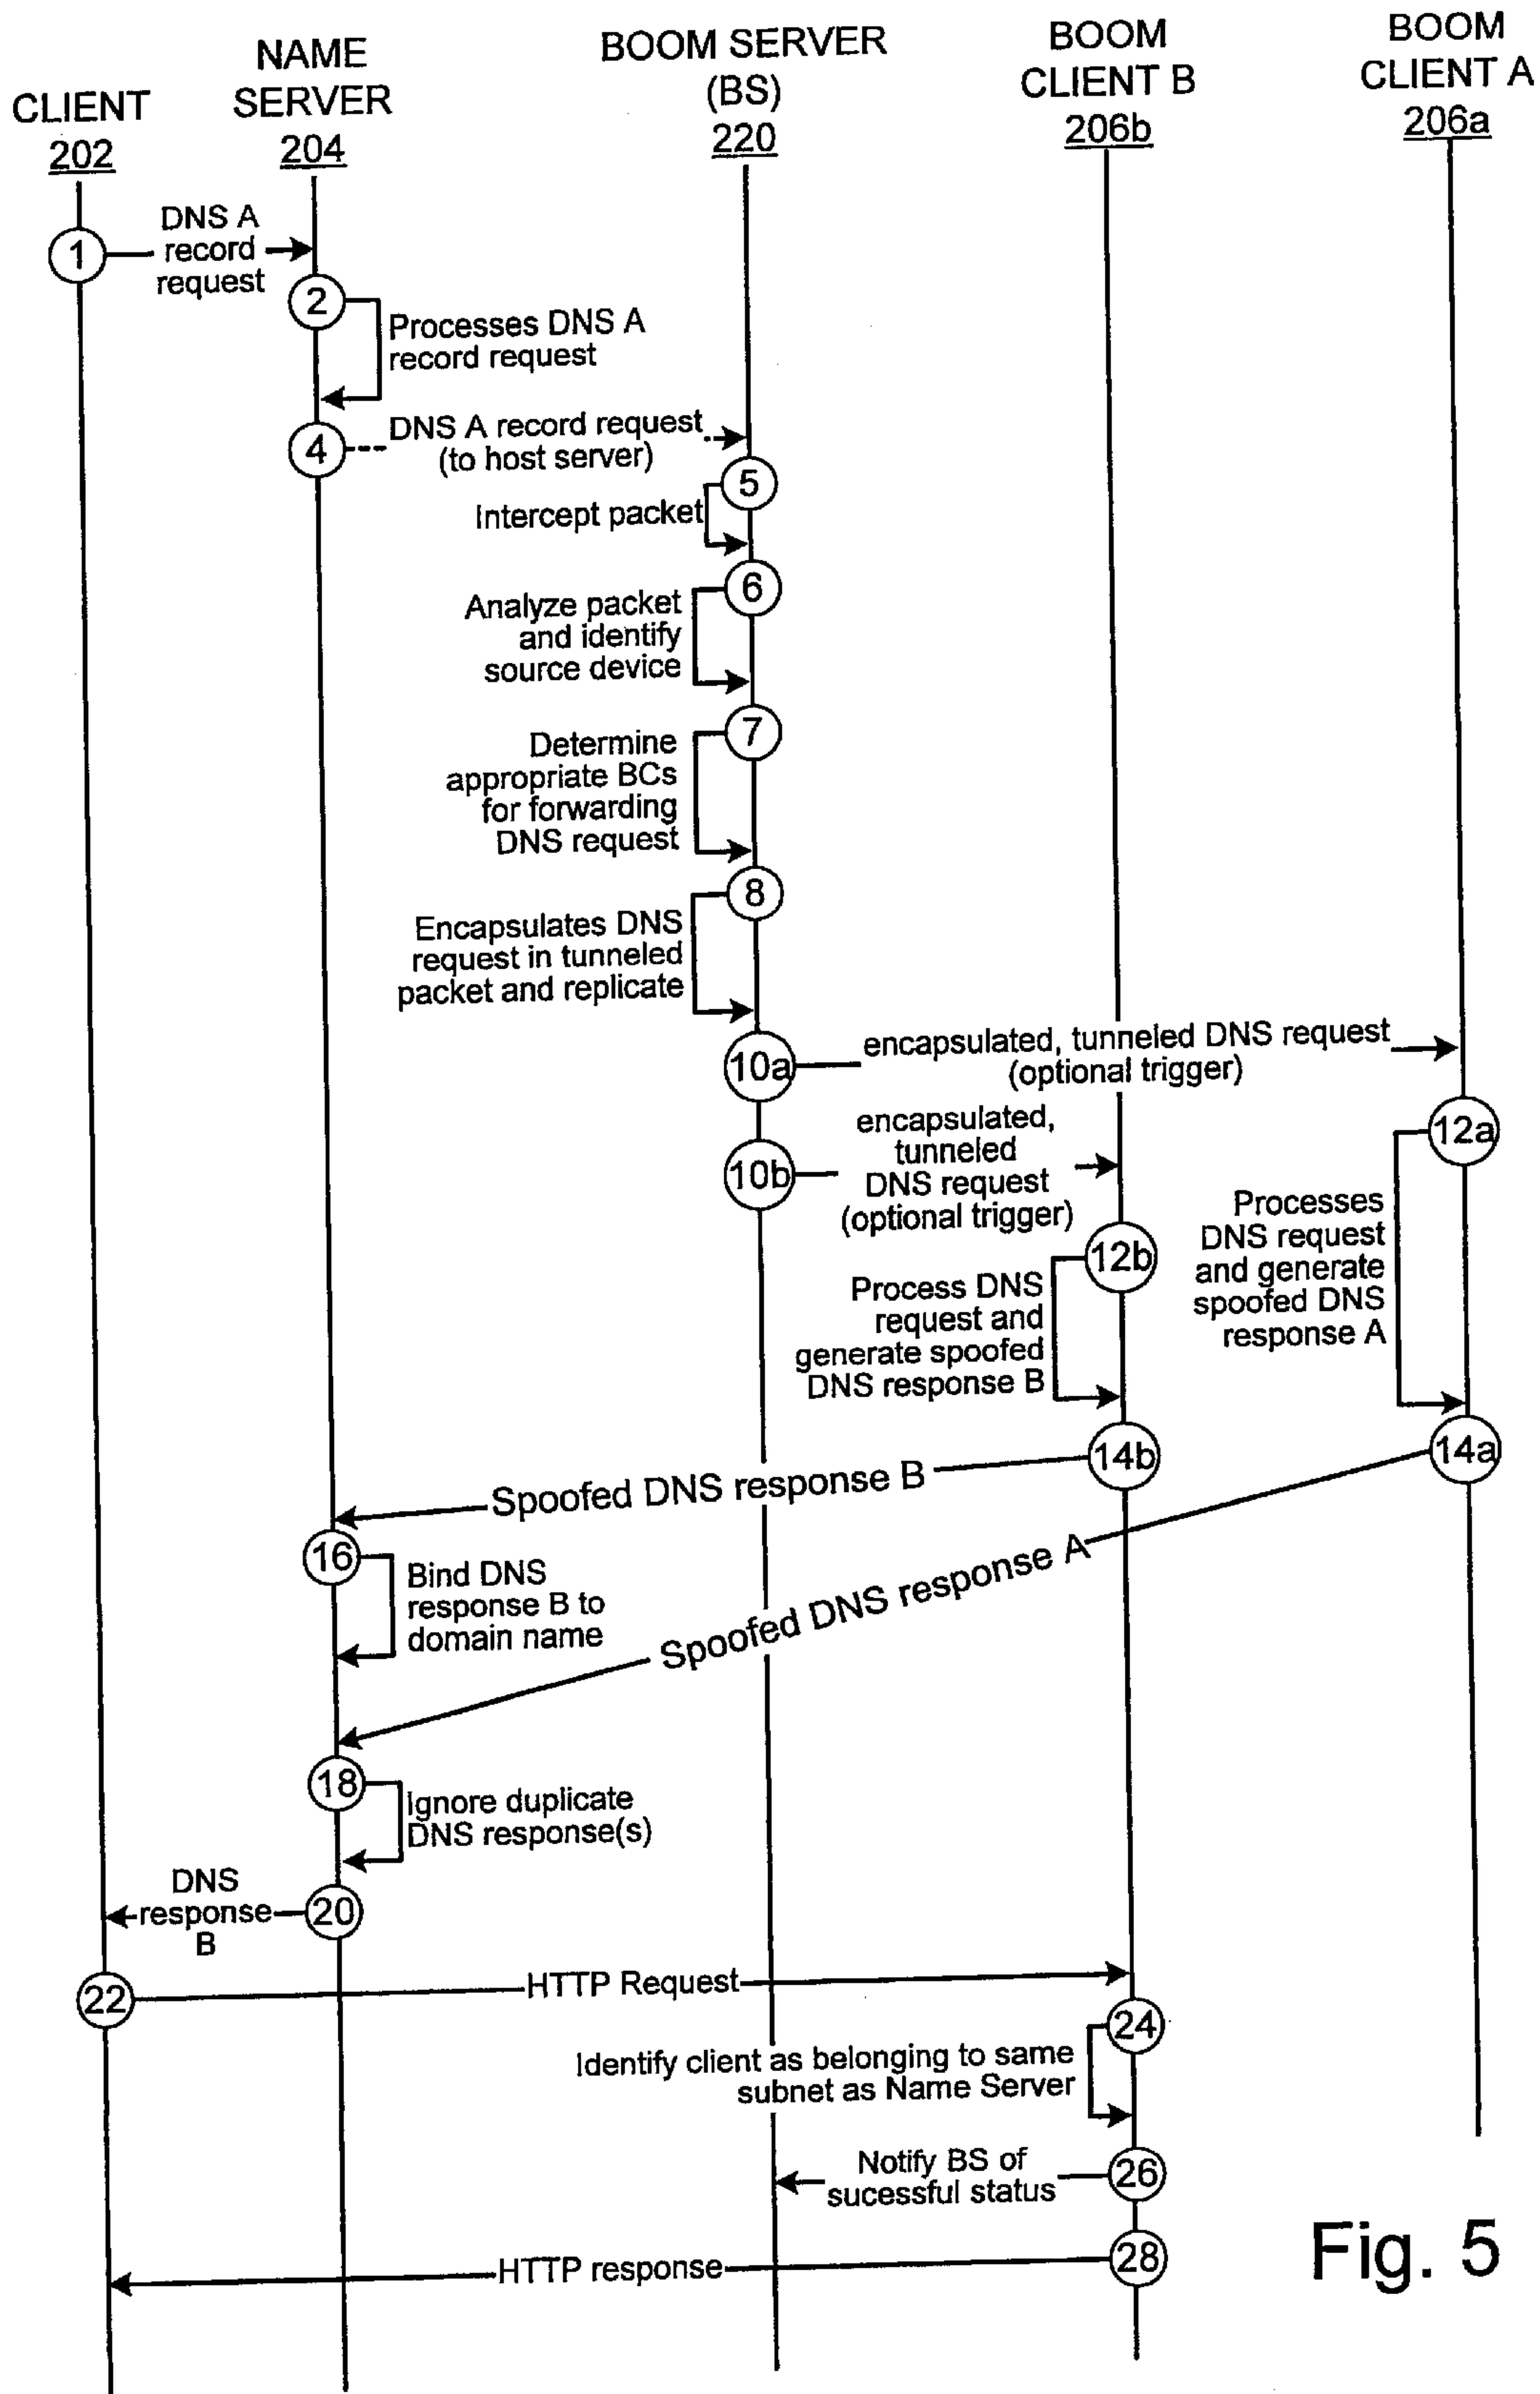 CLIENT
202
NAME
SERVER
204
BOOM SERVER
(BS)
220
BOOM
CLIENT B
206b
BOOM
CLIENT A
206a
1
DNS A
record
request
2
Processes DNS A
record request
4
DNS A record request
(to host server)
5
Intercept packet
6
Analyze packet
and identify
source device
7
Determine
appropriate BCs
for forwarding
DNS request
8
Encapsulates DNS
request in tunneled
packet and replicate
10a
encapsulated, tunneled DNS request
(optional trigger)
10b
encapsulated,
tunneled
DNS request
(optional trigger)
12a
Processes
DNS request
and generate
spoofed DNS
response A
12b
Process DNS
request and
generate spoofed
DNS response B
14b
14a
Spoofed DNS response B
16
Bind DNS
response B to
domain name
Spoofed DNS response A
18
Ignore duplicate
DNS response(s)
20
DNS
response
B
22
HTTP Request
24
Identify client as belonging to same
subnet as Name Server
26
Notify BS of
sucessful status
28
HTTP response
Fig. 5